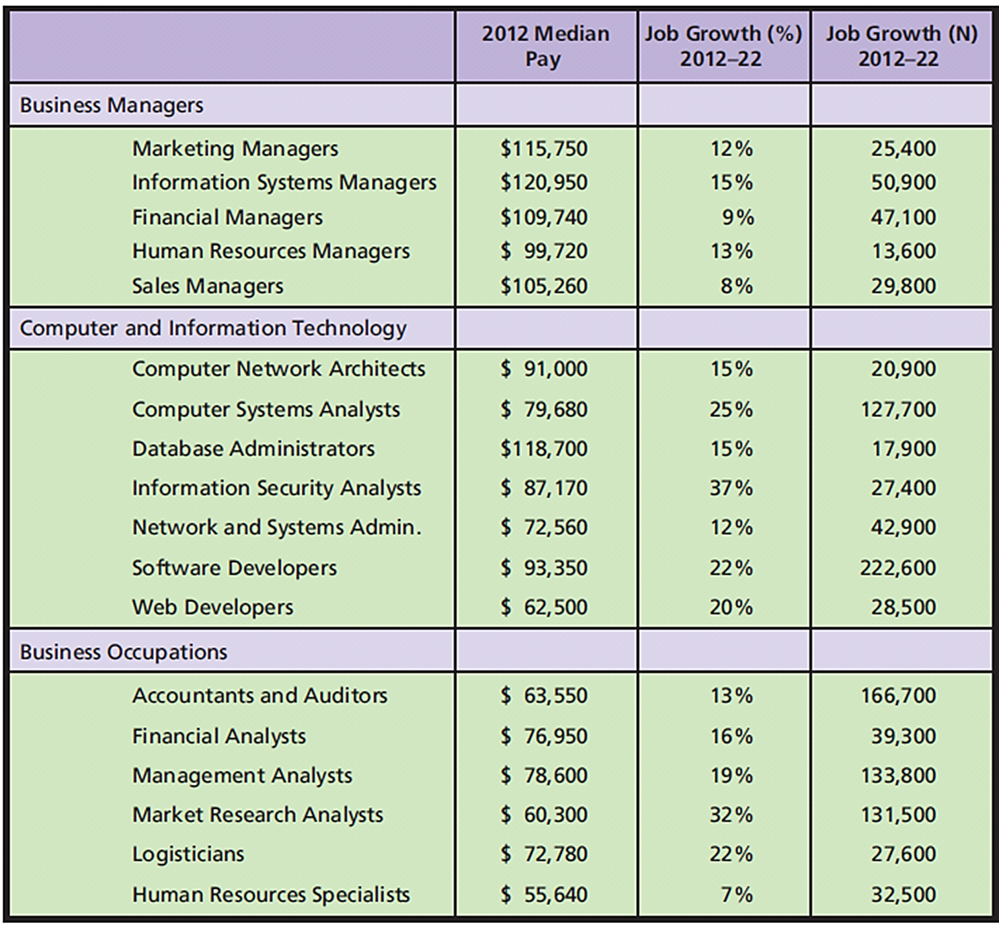 2012 Median Pay Job Growth (%) 2012–22 Job Growth (N) 2012–22
Business Managers
Marketing Managers $115,750 12% 25,400
Information Systems Managers $120,950 15% 50,900
Financial Managers $109,740 9% 47,100
Human Resources Managers $ 99,720 13% 13,600
Sales Managers $105,260 8% 29,800
Computer and Information Technology
Computer Network Architects $ 91,000 15% 20,900
Computer Systems Analysts $ 79,680 25% 127,700
Database Administrators $118,700 15% 17,900
Information Security Analysts $ 87,170 37% 27,400
Network and Systems Admin. $ 72,560 12% 42,900
Software Developers $ 93,350 22% 222,600
Web Developers $ 62,500 20% 28,500
Business Occupations
Accountants and Auditors $ 63,550 13% 166,700
Financial Analysts $ 76,950 16% 39,300
Management Analysts $ 78,600 19% 133,800
Market Research Analysts $ 60,300 32% 131,500
Logisticians $ 72,780 22% 27,600
Human Resources Specialists $ 55,640 7% 32,500